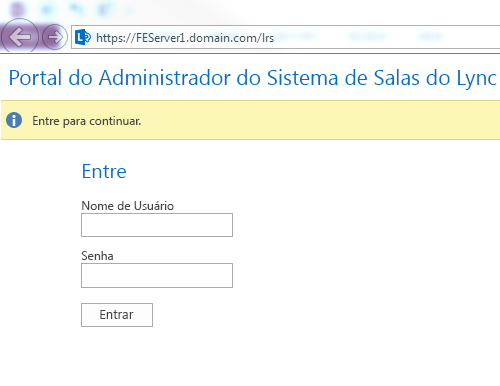 https://FEServer1.domain.com/lrs
Portal do Administrador do Sistema de Salas do Lync
Entre para continuar.
Entre
Nome de Usuário
Senha
Entrar